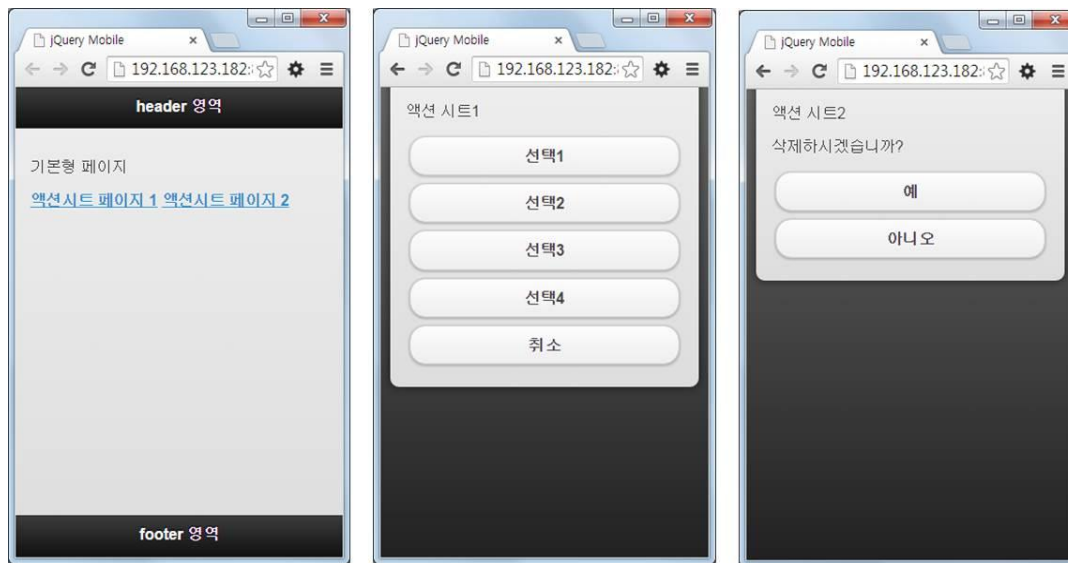 jQuery Mobile
192.168.123.182:
header 영역
기본형 페이지
액션시트 페이지 1 액션시트 페이지 2
footer 영역
jQuery Mobile
192.168.123.182:
액션 시트1
선택1
선택2
선택3
선택4
취소
jQuery Mobile
192.168.123.182:
액션 시트2
삭제하시겠습니까?
예
아니오